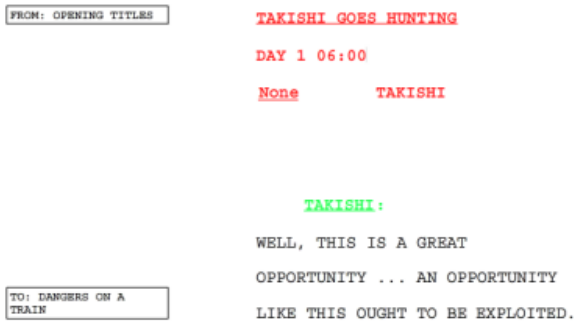 FROM: OPENING TITLES
TAKISHI GOES HUNTING
DAY 1 06:00
None TAKISHI
TAKISHI:
WELL, THIS IS A GREAT
OPPORTUNITY ... AN OPPORTUNITY
LIKE THIS OUGHT TO BE EXPLOITED.
TO: DANGERS ON A
TRAIN